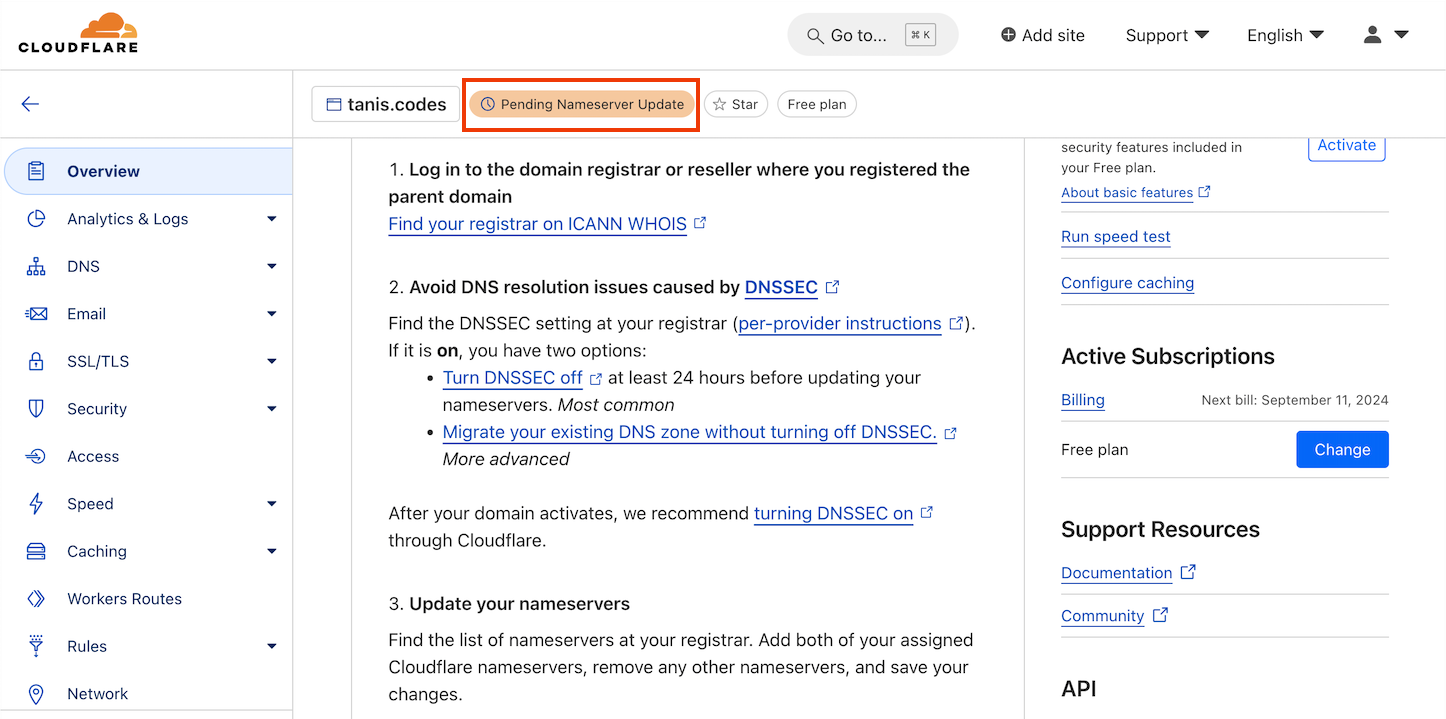 CLOUDFLARE
Go to... ⌘ K
Add site
Support
English
tanis.codes
Pending Nameserver Update
Star
Free plan
Overview
Analytics & Logs
DNS
Email
SSL/TLS
Security
Access
Speed
Caching
Workers Routes
Rules
Network
1. Log in to the domain registrar or reseller where you registered the
parent domain
Find your registrar on ICANN WHOIS
2. Avoid DNS resolution issues caused by DNSSEC
Find the DNSSEC setting at your registrar (per-provider instructions).
If it is on, you have two options:
• Turn DNSSEC off at least 24 hours before updating your
nameservers. Most common
• Migrate your existing DNS zone without turning off DNSSEC.
More advanced
After your domain activates, we recommend turning DNSSEC on
through Cloudflare.
3. Update your nameservers
Find the list of nameservers at your registrar. Add both of your assigned
Cloudflare nameservers, remove any other nameservers, and save your
changes.
security features included in
your Free plan.
Activate
About basic features
Run speed test
Configure caching
Active Subscriptions
Billing
Next bill: September 11, 2024
Free plan
Change
Support Resources
Documentation
Community
API